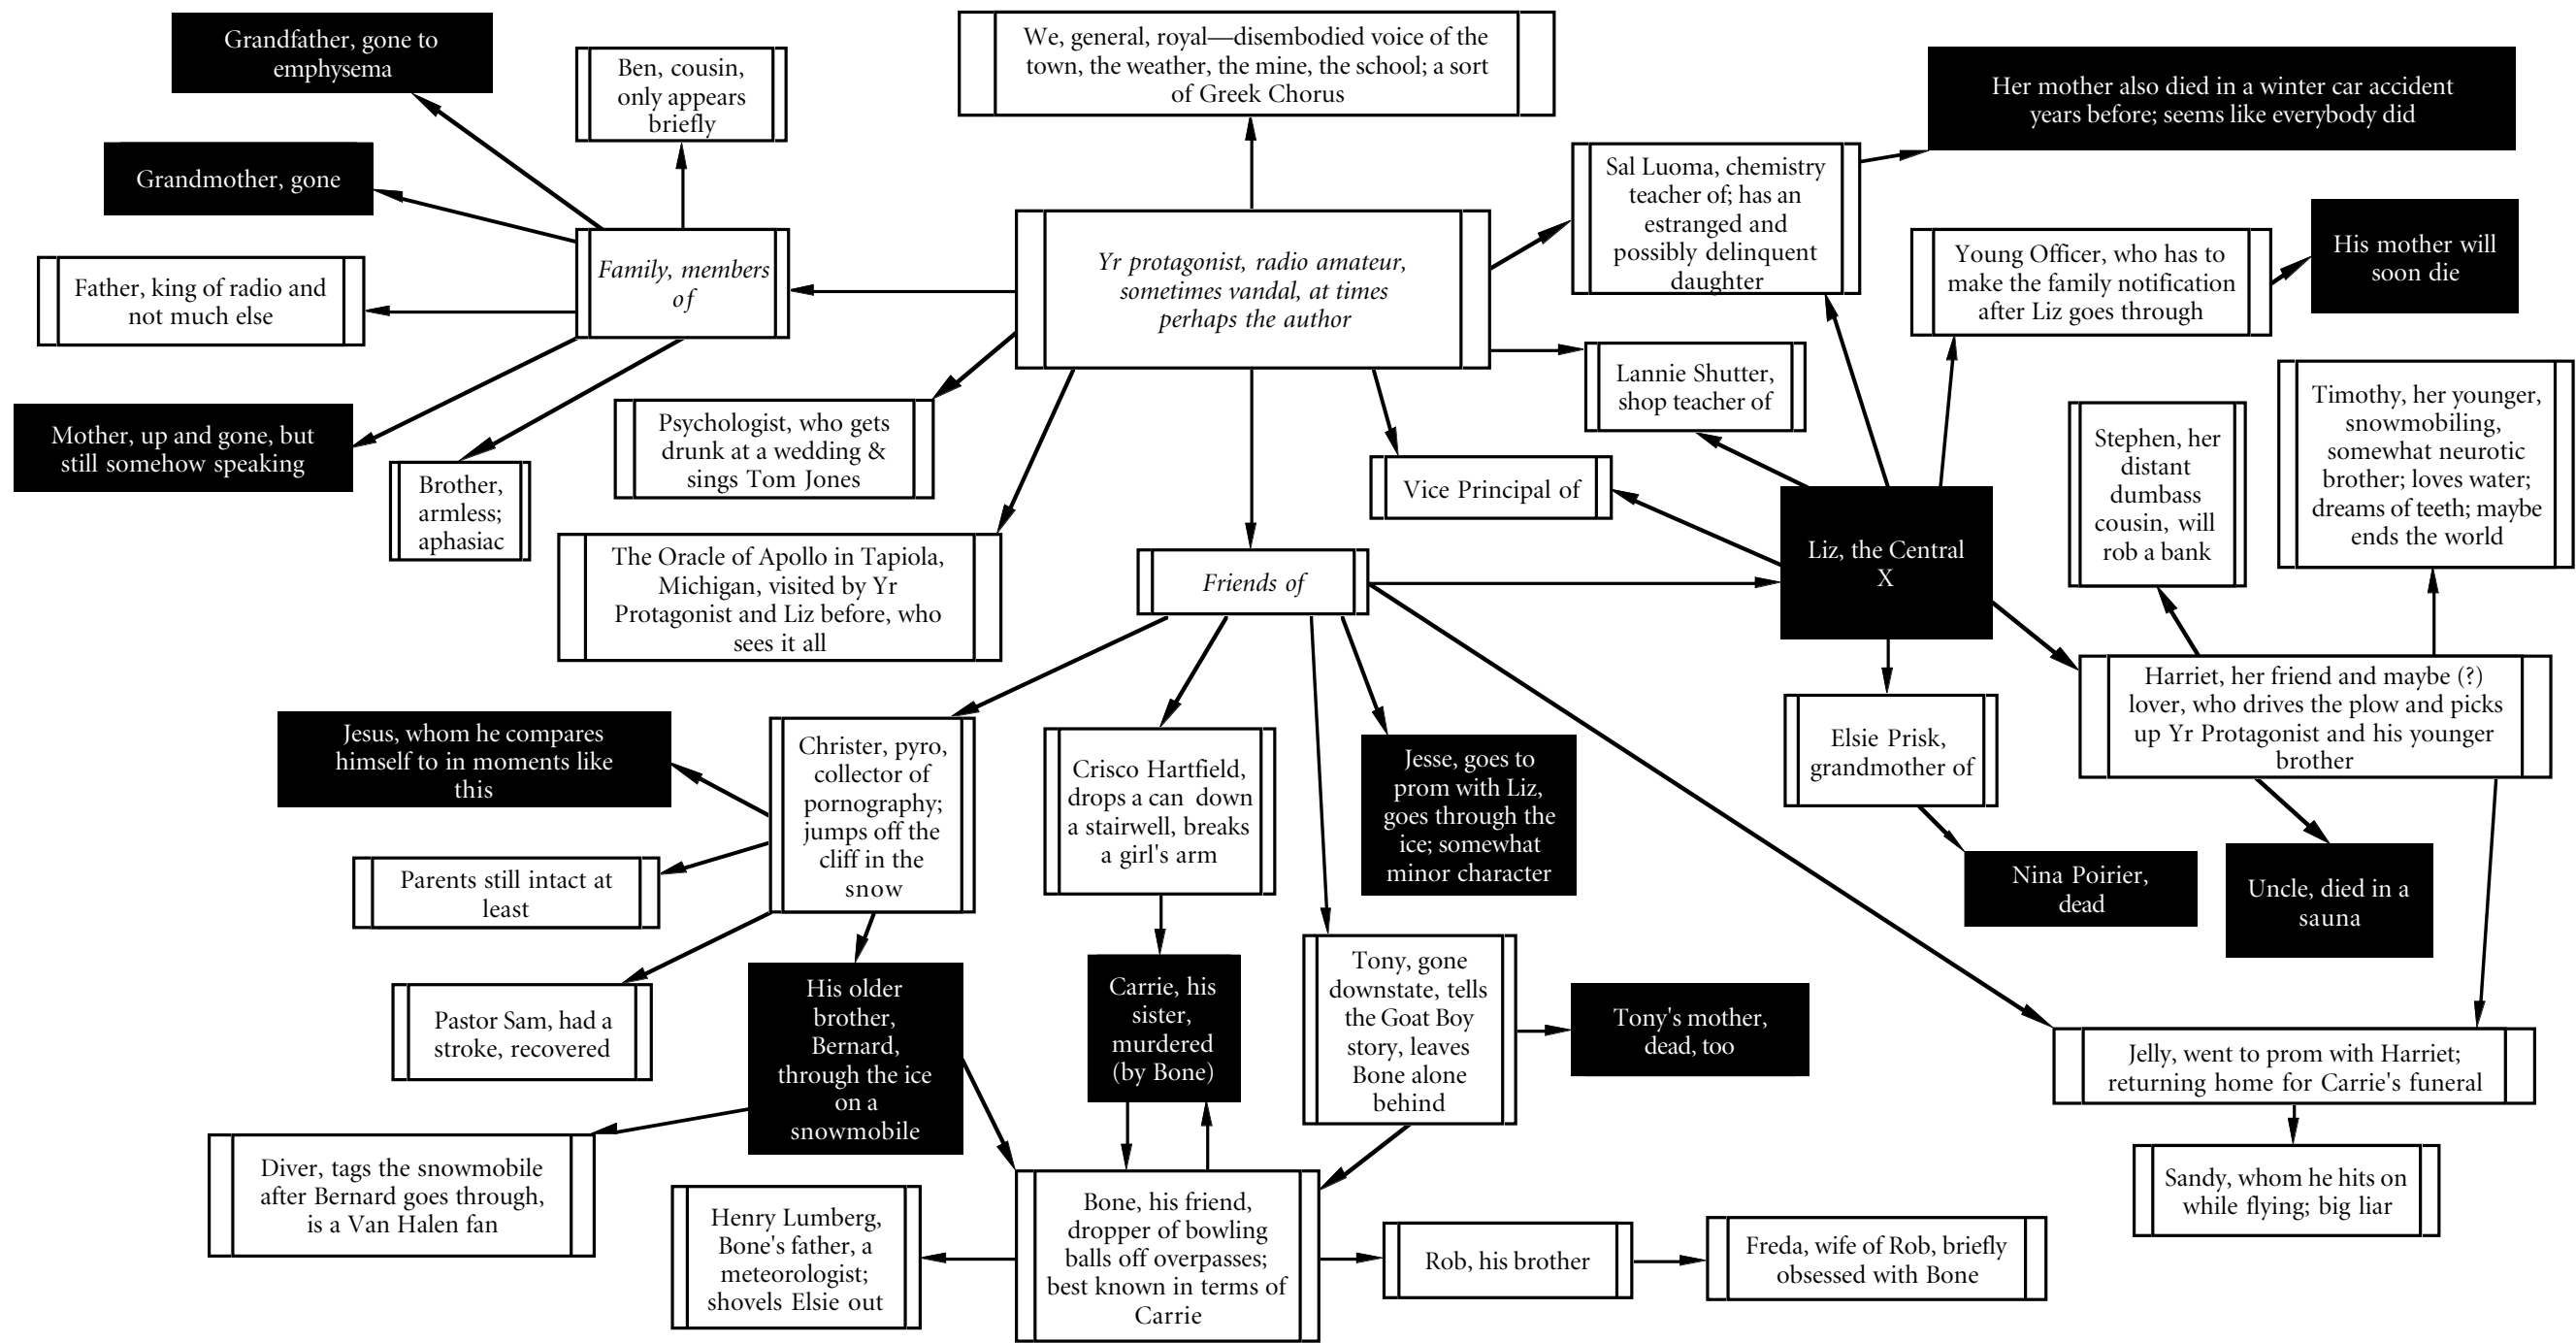 Grandfather, gone to
emphysema
Ben, cousin,
only appears
briefly
We, general, royal—disembodied voice of the
town, the weather, the mine, the school; a sort
of Greek Chorus
Her mother also died in a winter car accident
years before; seems like everybody did
Grandmother, gone
Sal Luoma, chemistry
teacher of; has an
estranged and
possibly delinquent
daughter
Family, members
of
Yr protagonist, radio amateur,
sometimes vandal, at times
perhaps the author
Young Officer, who has to
make the family notification
after Liz goes through
His mother will
soon die
Father, king of radio and
not much else
Lannie Shutter,
shop teacher of
Timothy, her younger,
snowmobiling,
somewhat neurotic
brother; loves water;
dreams of teeth; maybe
ends the world
Stephen, her
distant
dumbass
cousin, will
rob a bank
Mother, up and gone, but
still somehow speaking
Psychologist, who gets
drunk at a wedding &
sings Tom Jones
Brother,
armless;
aphasiac
Vice Principal of
Liz, the Central
X
The Oracle of Apollo in Tapiola,
Michigan, visited by Yr
Protagonist and Liz before, who
sees it all
Friends of
Harriet, her friend and maybe (?)
lover, who drives the plow and picks
up Yr Protagonist and his younger
brother
Elsie Prisk,
grandmother of
Jesus, whom he compares
himself to in moments like
this
Christer, pyro,
collector of
pornography;
jumps off the
cliff in the
snow
Crisco Hartfield,
drops a can down
a stairwell, breaks
a girl's arm
Jesse, goes to
prom with Liz,
goes through the
ice; somewhat
minor character
Parents still intact at
least
Nina Poirier,
dead
Uncle, died in a
sauna
Pastor Sam, had a
stroke, recovered
His older
brother,
Bernard,
through the ice
on a
snowmobile
Carrie, his
sister,
murdered
(by Bone)
Tony, gone
downstate, tells
the Goat Boy
story, leaves
Bone alone
behind
Tony's mother,
dead, too
Jelly, went to prom with Harriet;
returning home for Carrie's funeral
Diver, tags the snowmobile
after Bernard goes through,
is a Van Halen fan
Henry Lumberg,
Bone's father, a
meteorologist;
shovels Elsie out
Bone, his friend,
dropper of bowling
balls off overpasses;
best known in terms of
Carrie
Rob, his brother
Freda, wife of Rob, briefly
obsessed with Bone
Sandy, whom he hits on
while flying; big liar